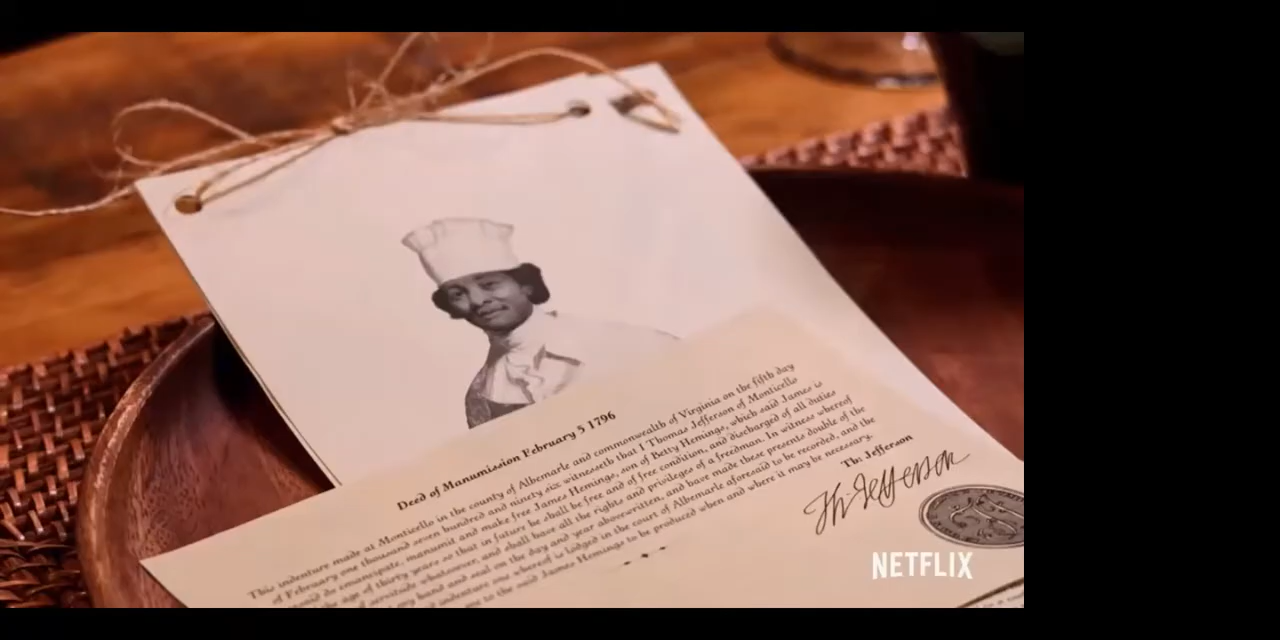 Deed of Manumission February 5 1796
This indenture made at Monticello in the county of Albemarle and commonwealth of Virginia on the fifth day
of February one thousand seven hundred and ninety six witnesseth that I Thomas Jefferson of Monticello
do emancipate, manumit and make free James Hemings, son of Betty Hemings, which said James is
the age of thirty years so that in future he shall be free and of free condition, and discharged of all duties
of servitude whatsoever, and shall have all the rights and privileges of a freedman. In witness whereof
hand and seal on the day and year abovewritten, and have made these presents double of the
indenture one whereof is lodged in the court of Albemarle aforesaid to be recorded, and the
to the said James Hemings to be produced when and where it may be necessary.
Th: Jefferson
Th: Jefferson
NETFLIX